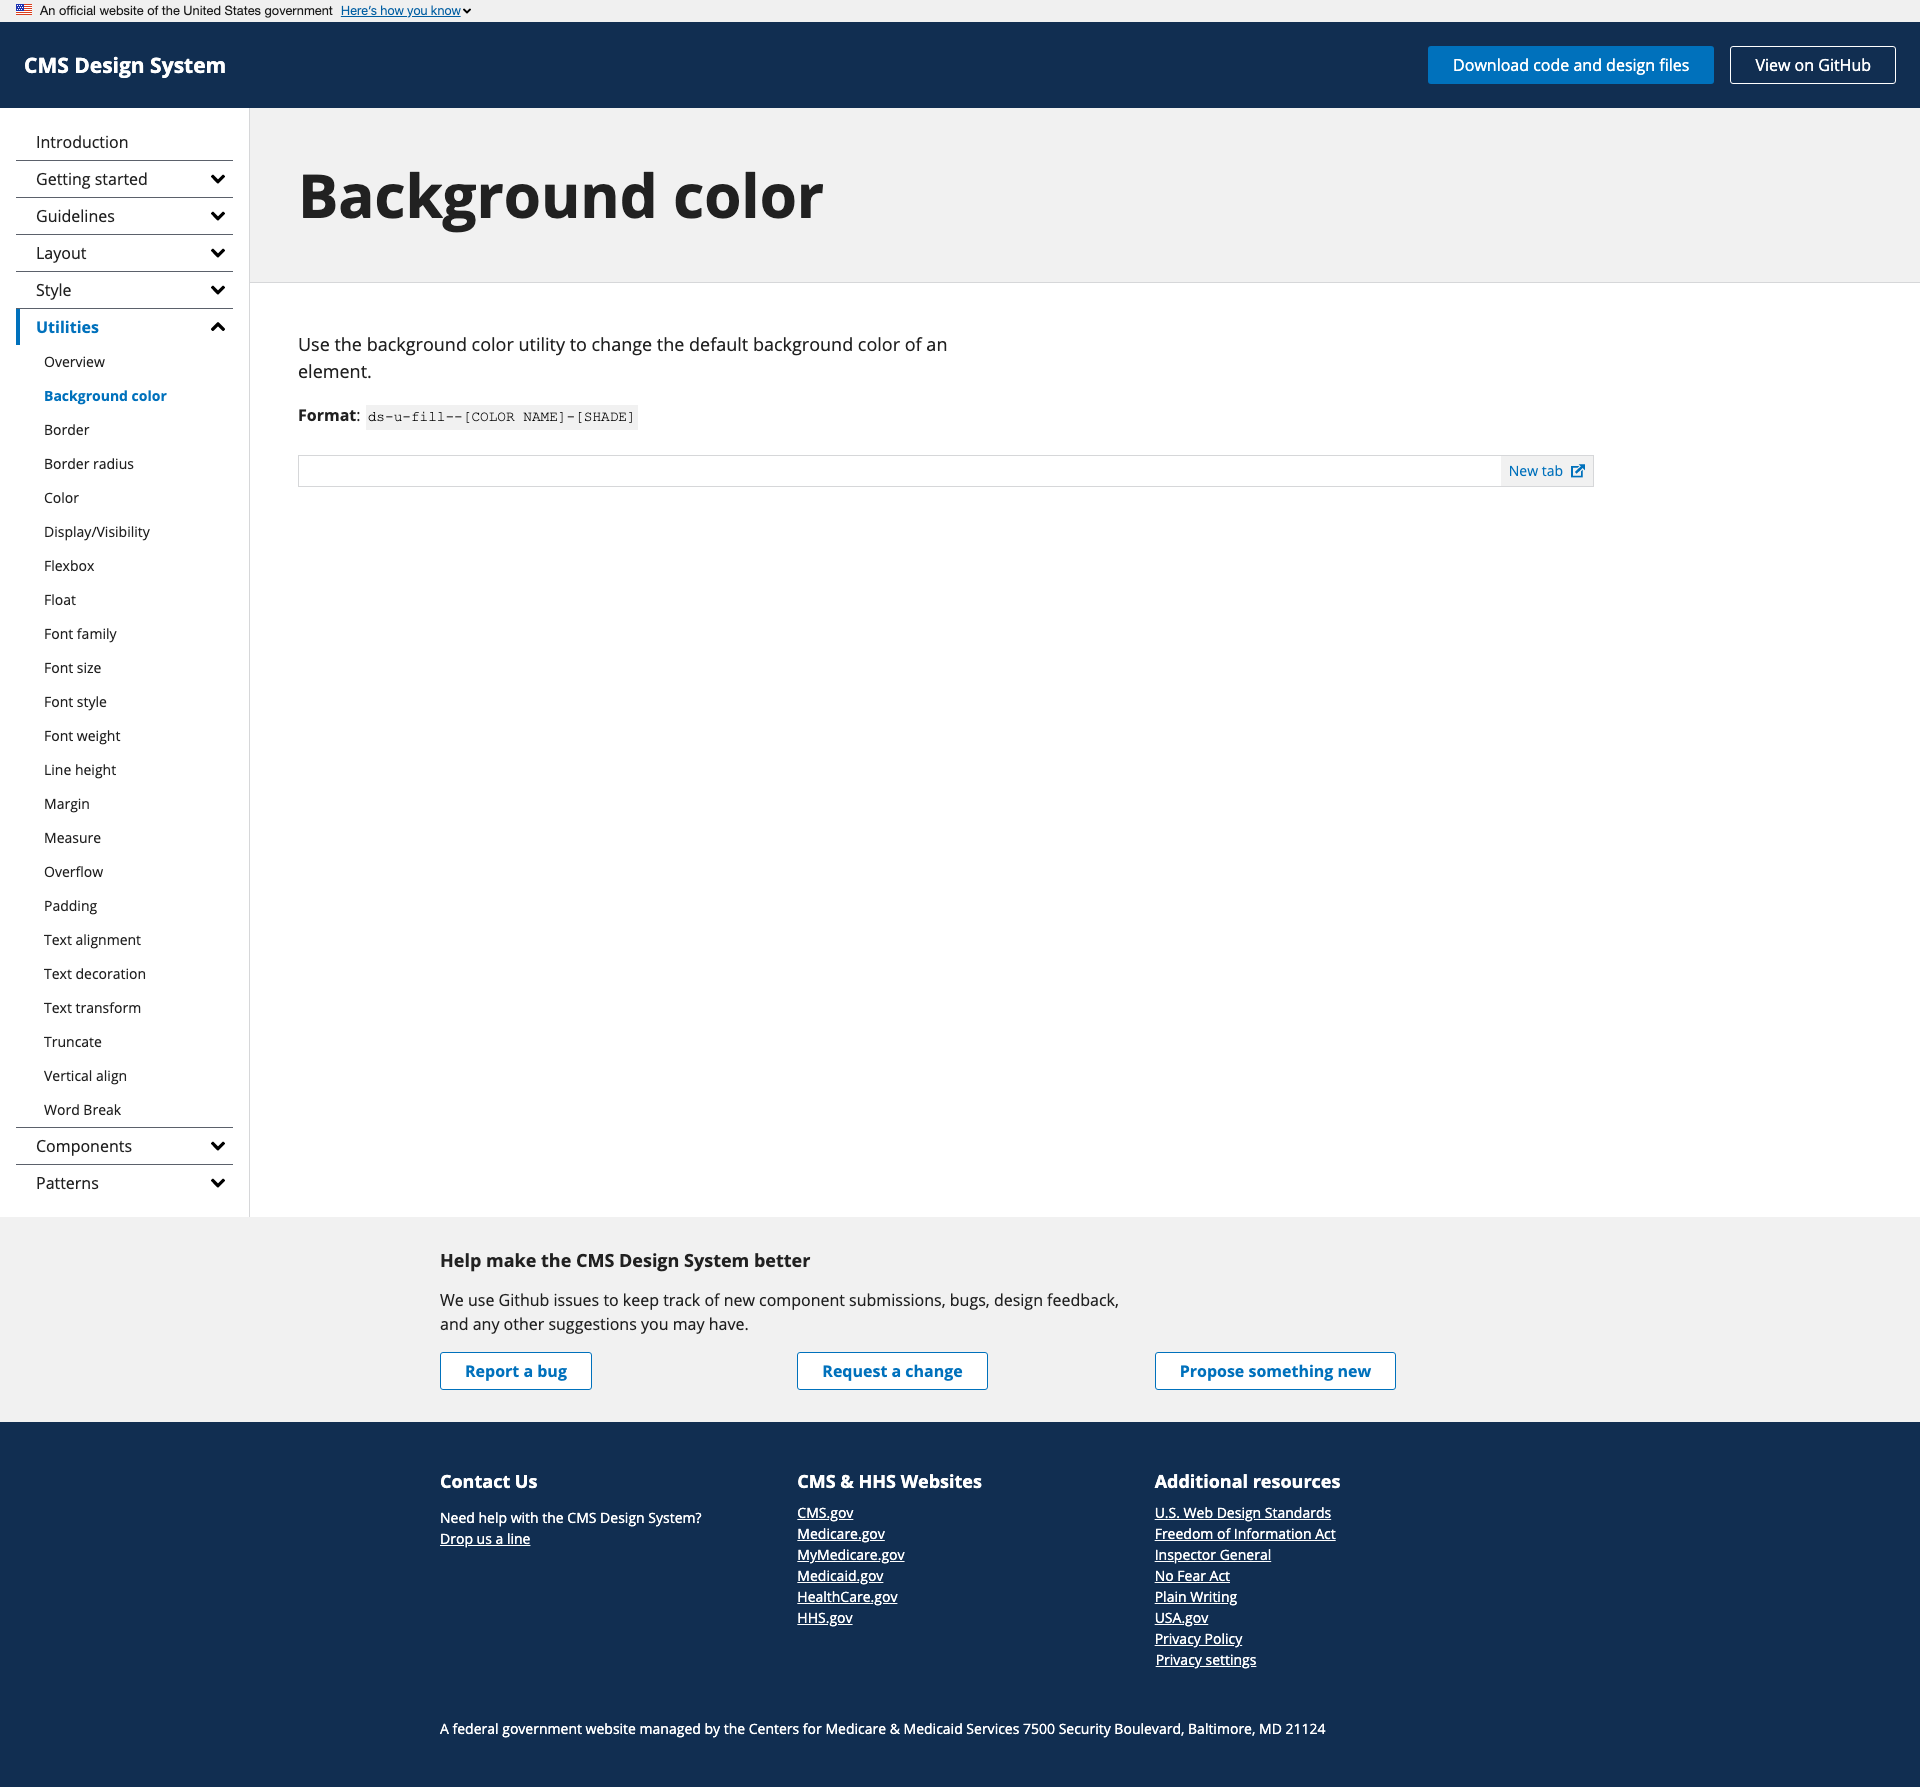 An official website of the United States government Here's how you know
CMS Design System
Download code and design files
View on GitHub
Introduction
Getting started
Guidelines
Layout
Style
Utilities
Overview
Background color
Border
Border radius
Color
Display/Visibility
Flexbox
Float
Font family
Font size
Font style
Font weight
Line height
Margin
Measure
Overflow
Padding
Text alignment
Text decoration
Text transform
Truncate
Vertical align
Word Break
Components
Patterns
Background color
Use the background color utility to change the default background color of an
element.
Format: ds-u-fill--[COLOR NAME]-[SHADE]
New tab
Help make the CMS Design System better
We use Github issues to keep track of new component submissions, bugs, design feedback,
and any other suggestions you may have.
Report a bug
Request a change
Propose something new
Contact Us
Need help with the CMS Design System?
Drop us a line
CMS & HHS Websites
CMS.gov
Medicare.gov
MyMedicare.gov
Medicaid.gov
HealthCare.gov
HHS.gov
Additional resources
U.S. Web Design Standards
Freedom of Information Act
Inspector General
No Fear Act
Plain Writing
USA.gov
Privacy Policy
Privacy settings
A federal government website managed by the Centers for Medicare & Medicaid Services 7500 Security Boulevard, Baltimore, MD 21124